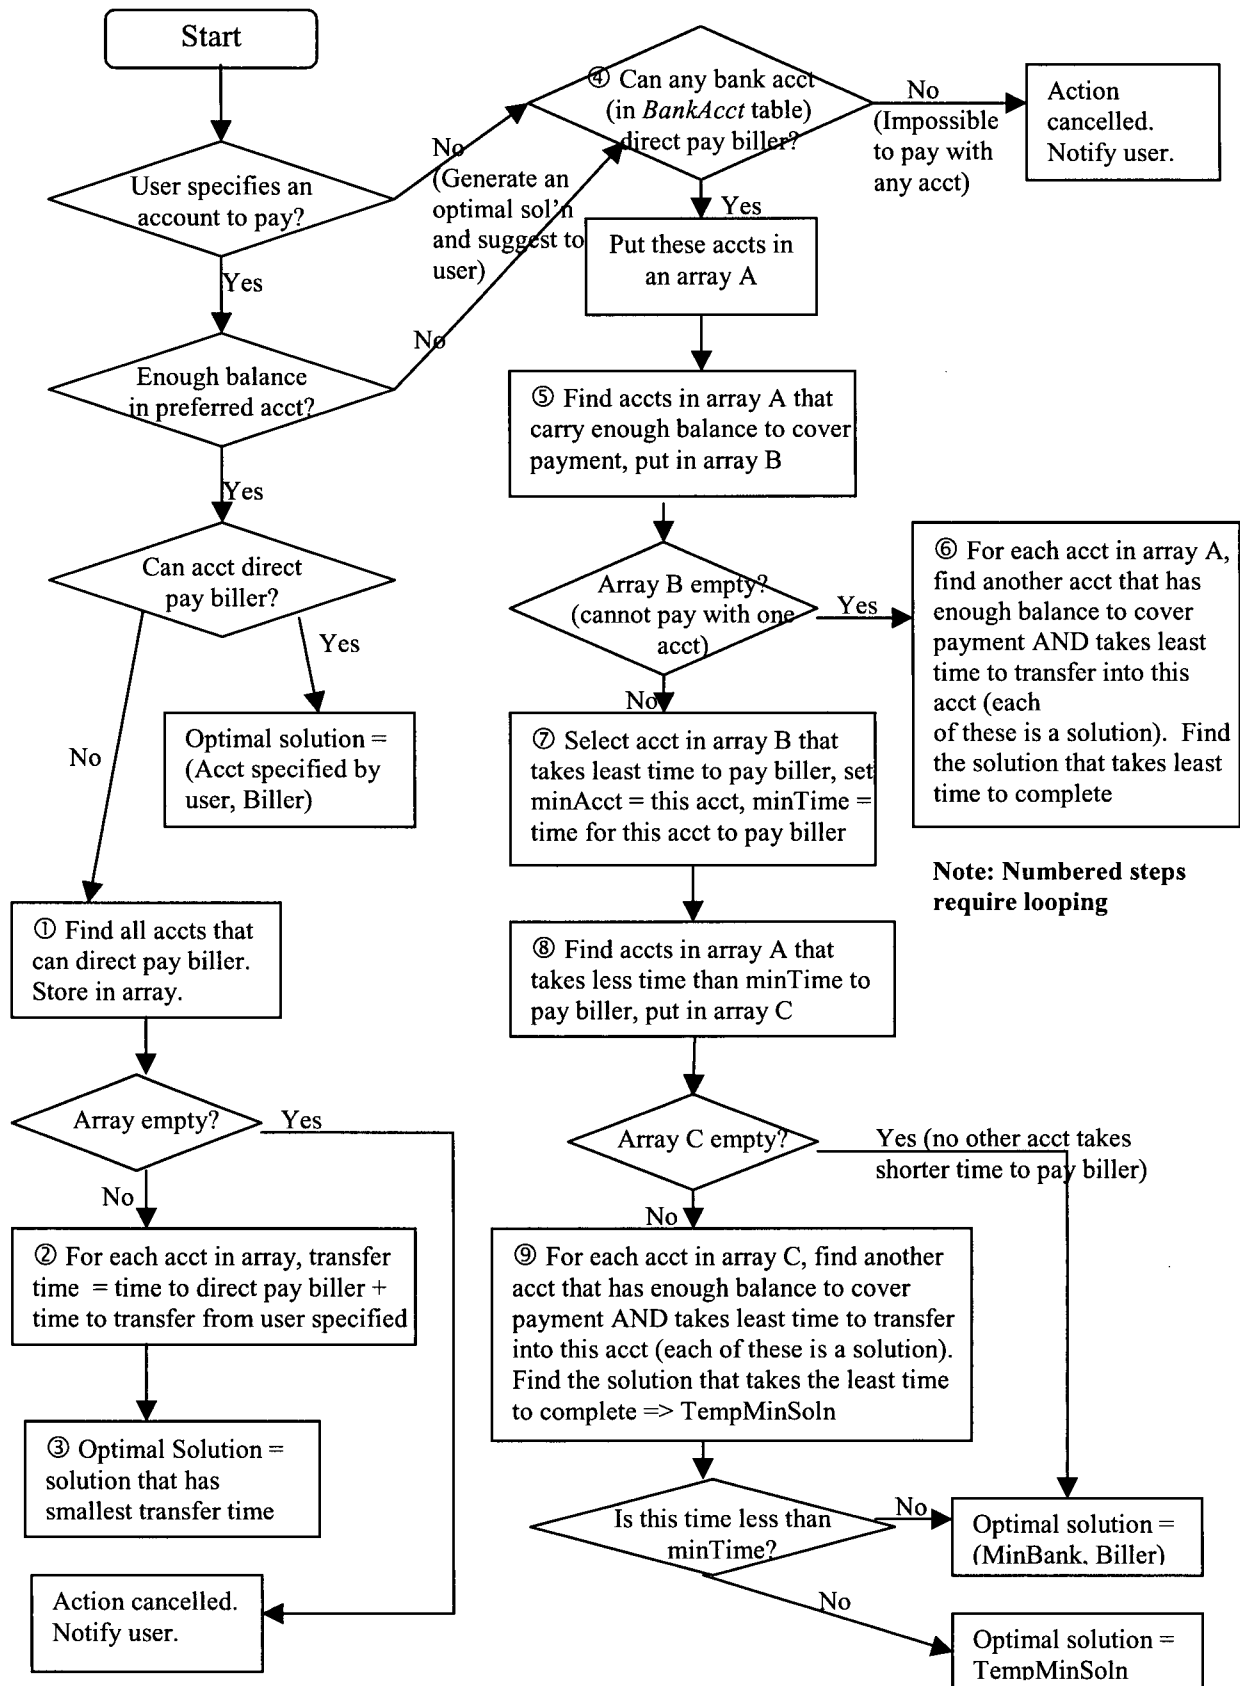 Start
User specifies an
account to pay?
No
(Generate an
optimal sol'n
and suggest to
user)
Yes
Enough balance
in preferred acct?
No
Yes
Can acct direct
pay biller?
Yes
Optimal solution =
(Acct specified by
user, Biller)
No
① Find all accts that
can direct pay biller.
Store in array.
Array empty?
Yes
No
② For each acct in array, transfer
time = time to direct pay biller +
time to transfer from user specified
③ Optimal Solution =
solution that has
smallest transfer time
Action cancelled.
Notify user.
④ Can any bank acct
(in BankAcct table)
direct pay biller?
No
(Impossible
to pay with
any acct)
Action
cancelled.
Notify user.
Yes
Put these accts in
an array A
⑤ Find accts in array A that
carry enough balance to cover
payment, put in array B
Array B empty?
(cannot pay with one
acct)
Yes
⑥ For each acct in array A,
find another acct that has
enough balance to cover
payment AND takes least
time to transfer into this
acct (each
of these is a solution). Find
the solution that takes least
time to complete
Note: Numbered steps
require looping
No
⑦ Select acct in array B that
takes least time to pay biller, set
minAcct = this acct, minTime =
time for this acct to pay biller
⑧ Find accts in array A that
takes less time than minTime to
pay biller, put in array C
Array C empty?
Yes (no other acct takes
shorter time to pay biller)
No
⑨ For each acct in array C, find another
acct that has enough balance to cover
payment AND takes least time to transfer
into this acct (each of these is a solution).
Find the solution that takes the least time
to complete => TempMinSoln
Is this time less than
minTime?
No
Optimal solution =
(MinBank, Biller)
No
Optimal solution =
TempMinSoln